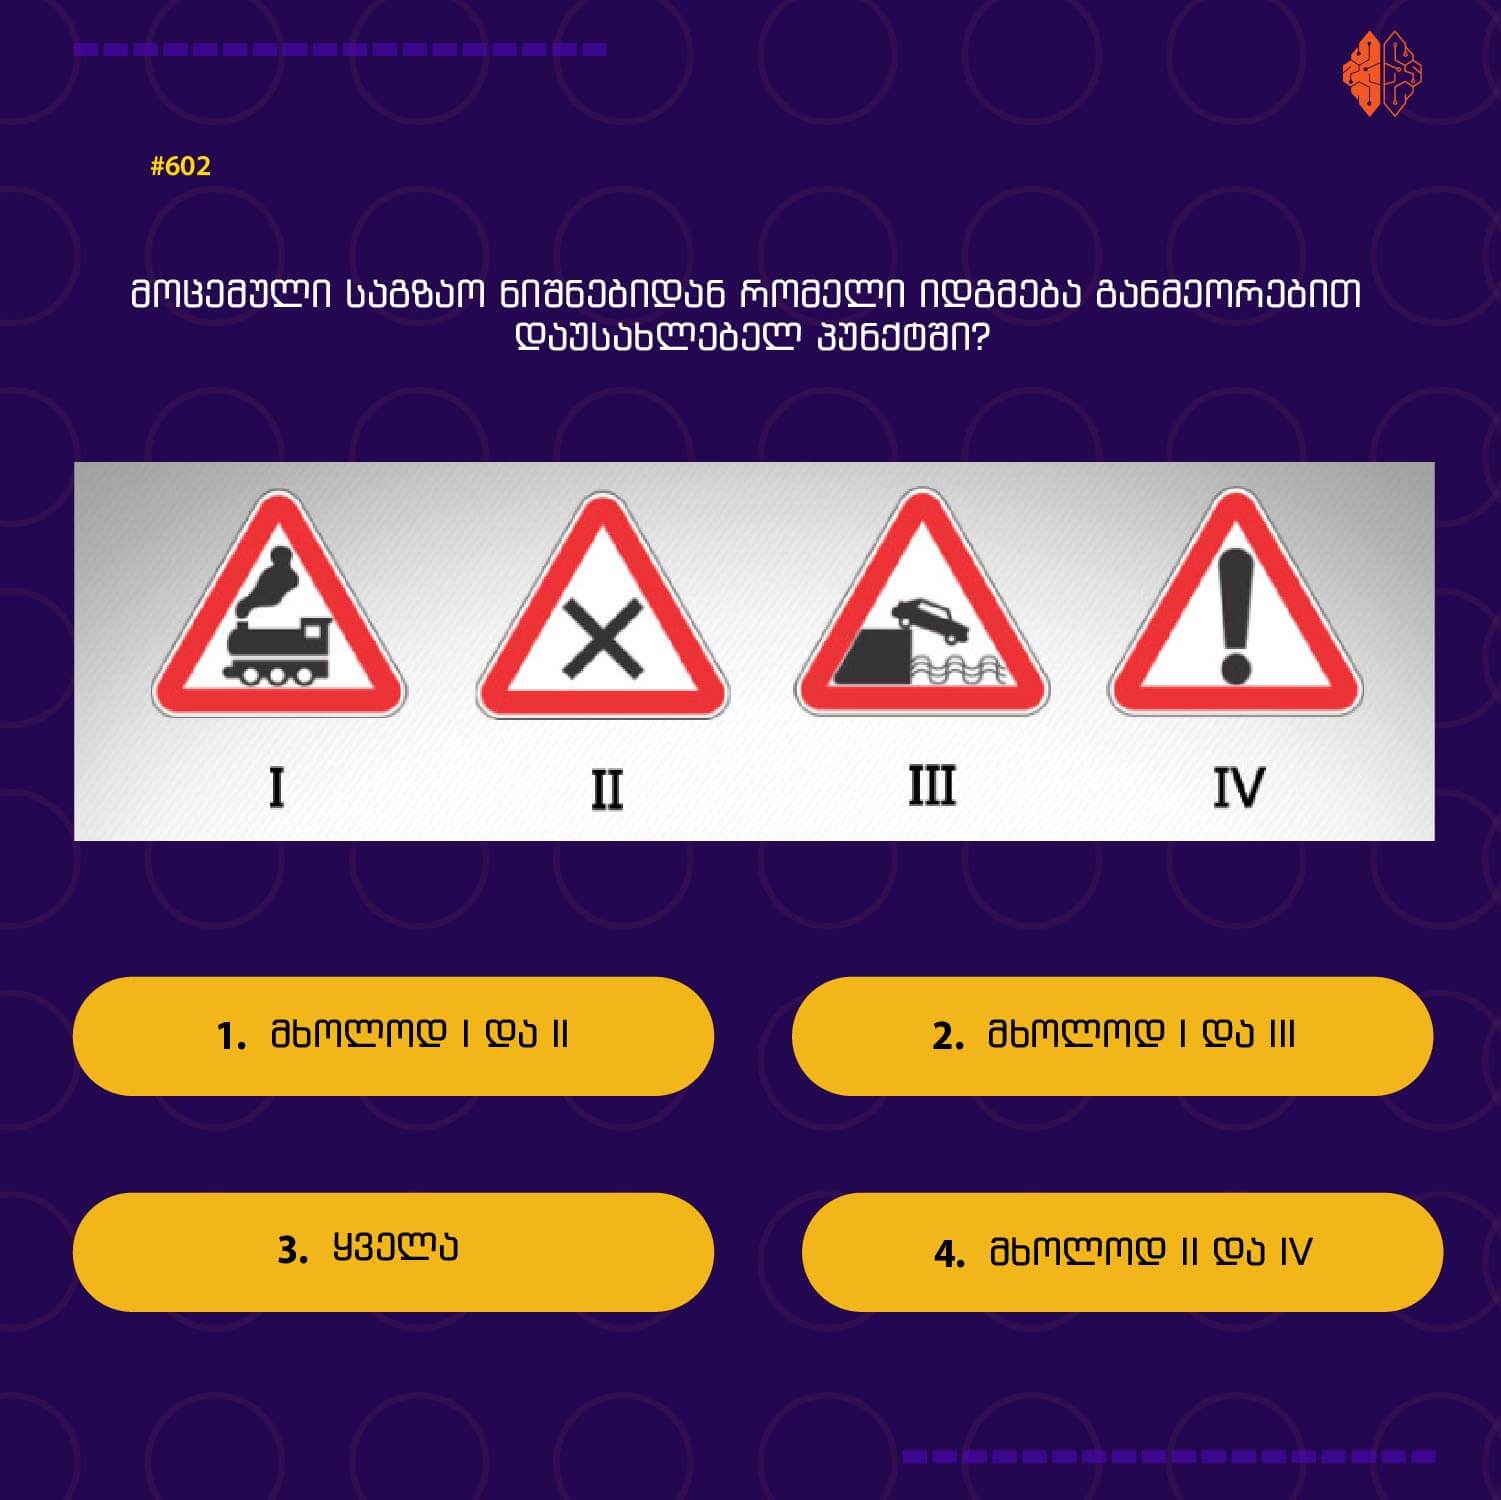 #602
მოცემული საგზაო ნიშნებიდან რომელი იდგმება განმეორებით
დაუსახლებელ პუნქტში?
I II III IV
1. მხოლოდ I და II
2. მხოლოდ I და III
3. ყველა
4. მხოლოდ II და IV